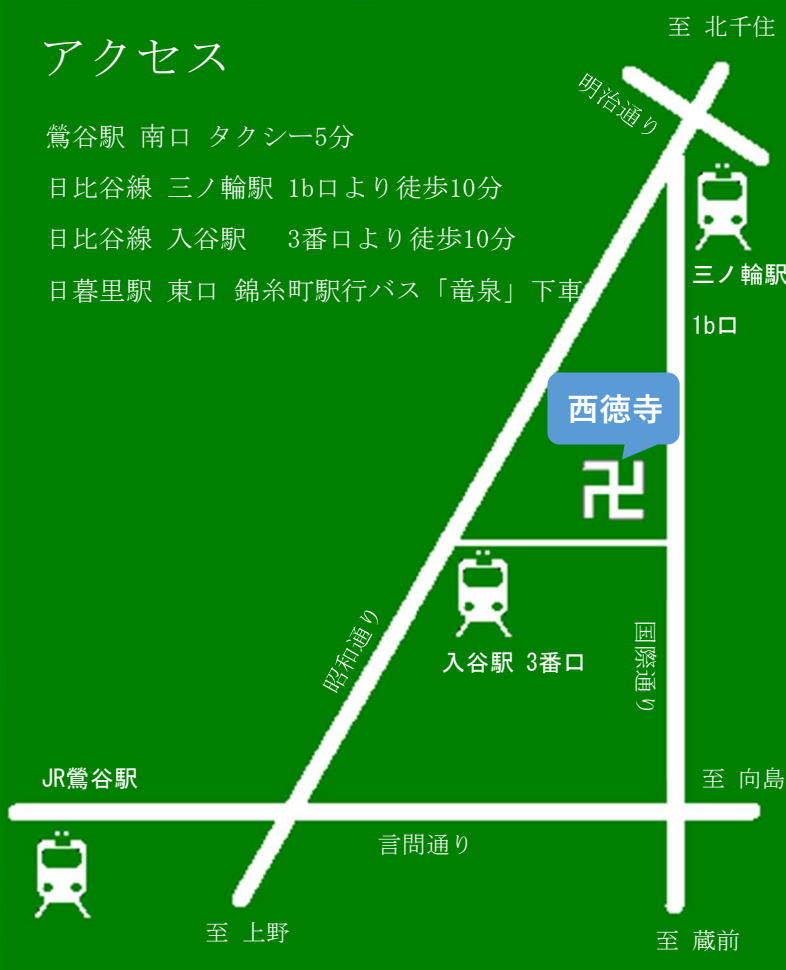 至 北千住
アクセス
明治通り
鶯谷駅 南口 タクシー5分
日比谷線 三ノ輪駅 1b口より徒歩10分
日比谷線 入谷駅 3番口より徒歩10分
日暮里駅 東口 錦糸町駅行バス「竜泉」下車
三ノ輪駅
1b口
西徳寺
卍
昭和通り
入谷駅 3番口
国際通り
JR鶯谷駅
至 向島
言問通り
至 上野
至 蔵前